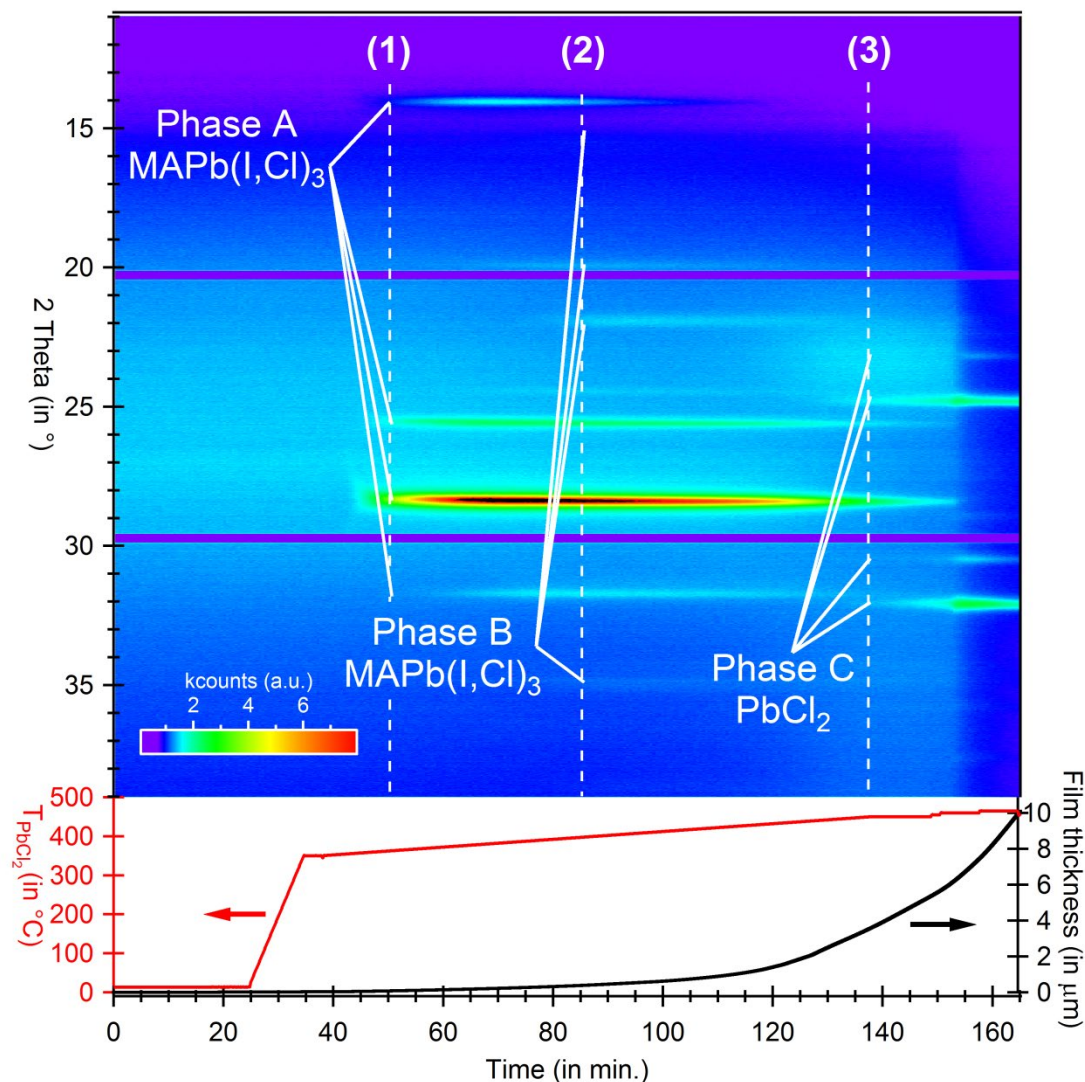 (1) (2) (3)
Phase A
MAPb(I,Cl)3
15
20
25
30
35
2 Theta (in °)
Phase B
MAPb(I,Cl)3
Phase C
PbCl2
kcounts (a.u.)
2 4 6
500
400
300
200
100
0
TPbCl2 (in °C)
10
8
6
4
2
0
Film thickness (in μm)
0 20 40 60 80 100 120 140 160
Time (in min.)